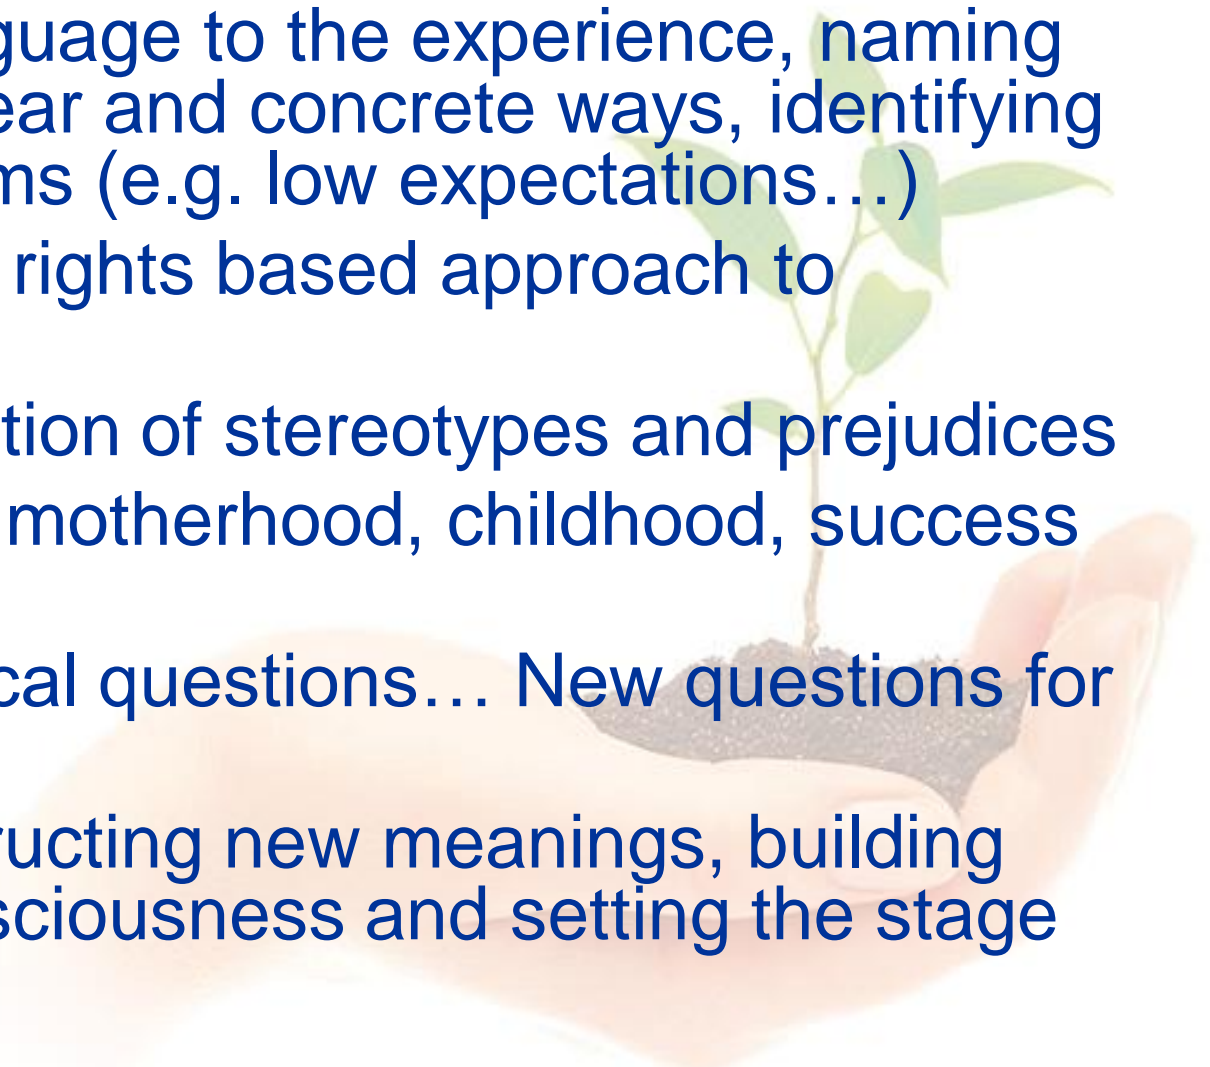 guage to the experience, naming
ear and concrete ways, identifying
ms (e.g. low expectations…)
rights based approach to
tion of stereotypes and prejudices
motherhood, childhood, success
cal questions… New questions for
ructing new meanings, building
sciousness and setting the stage